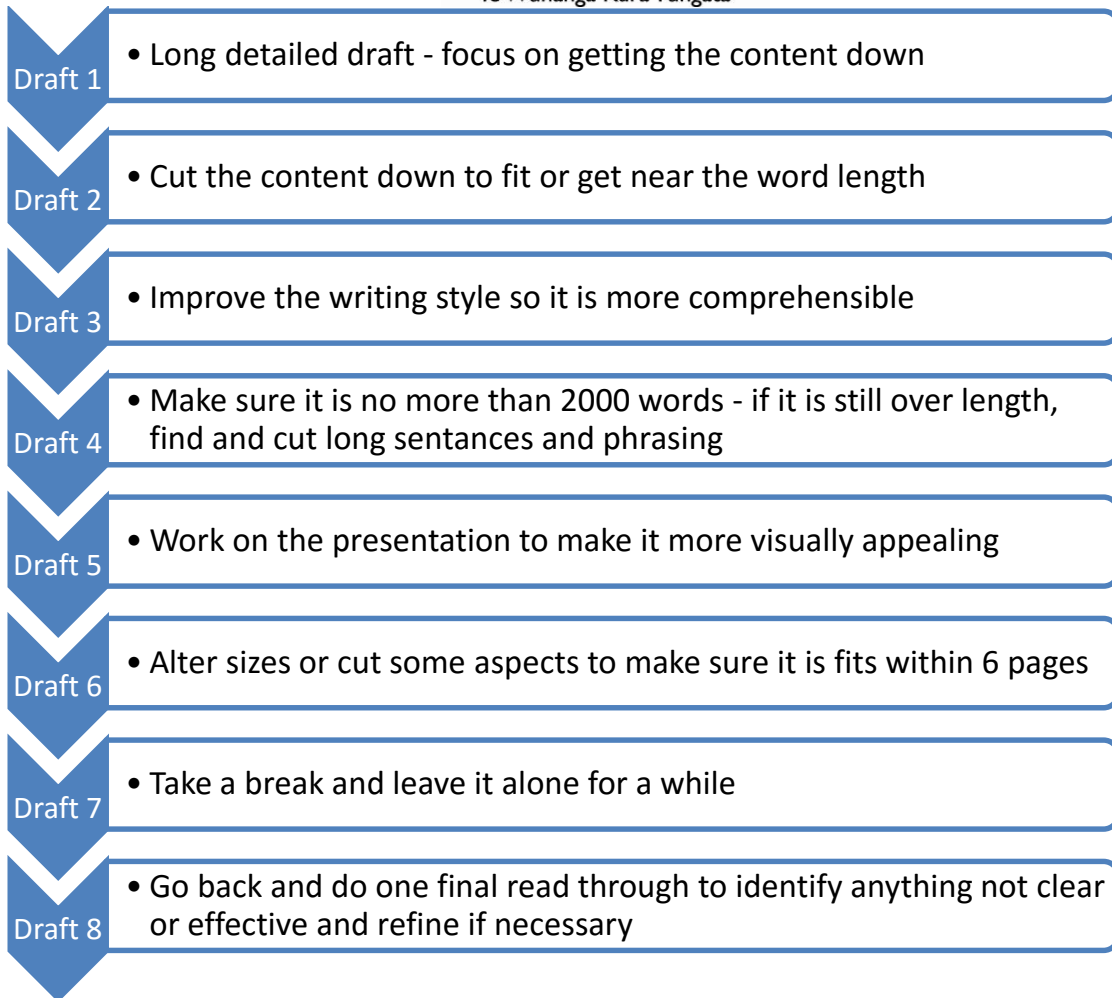 Kura Tangata
Draft 1
• Long detailed draft - focus on getting the content down
Draft 2
• Cut the content down to fit or get near the word length
Draft 3
• Improve the writing style so it is more comprehensible
Draft 4
• Make sure it is no more than 2000 words - if it is still over length,
find and cut long sentances and phrasing
Draft 5
• Work on the presentation to make it more visually appealing
Draft 6
• Alter sizes or cut some aspects to make sure it is fits within 6 pages
Draft 7
• Take a break and leave it alone for a while
Draft 8
• Go back and do one final read through to identify anything not clear
or effective and refine if necessary